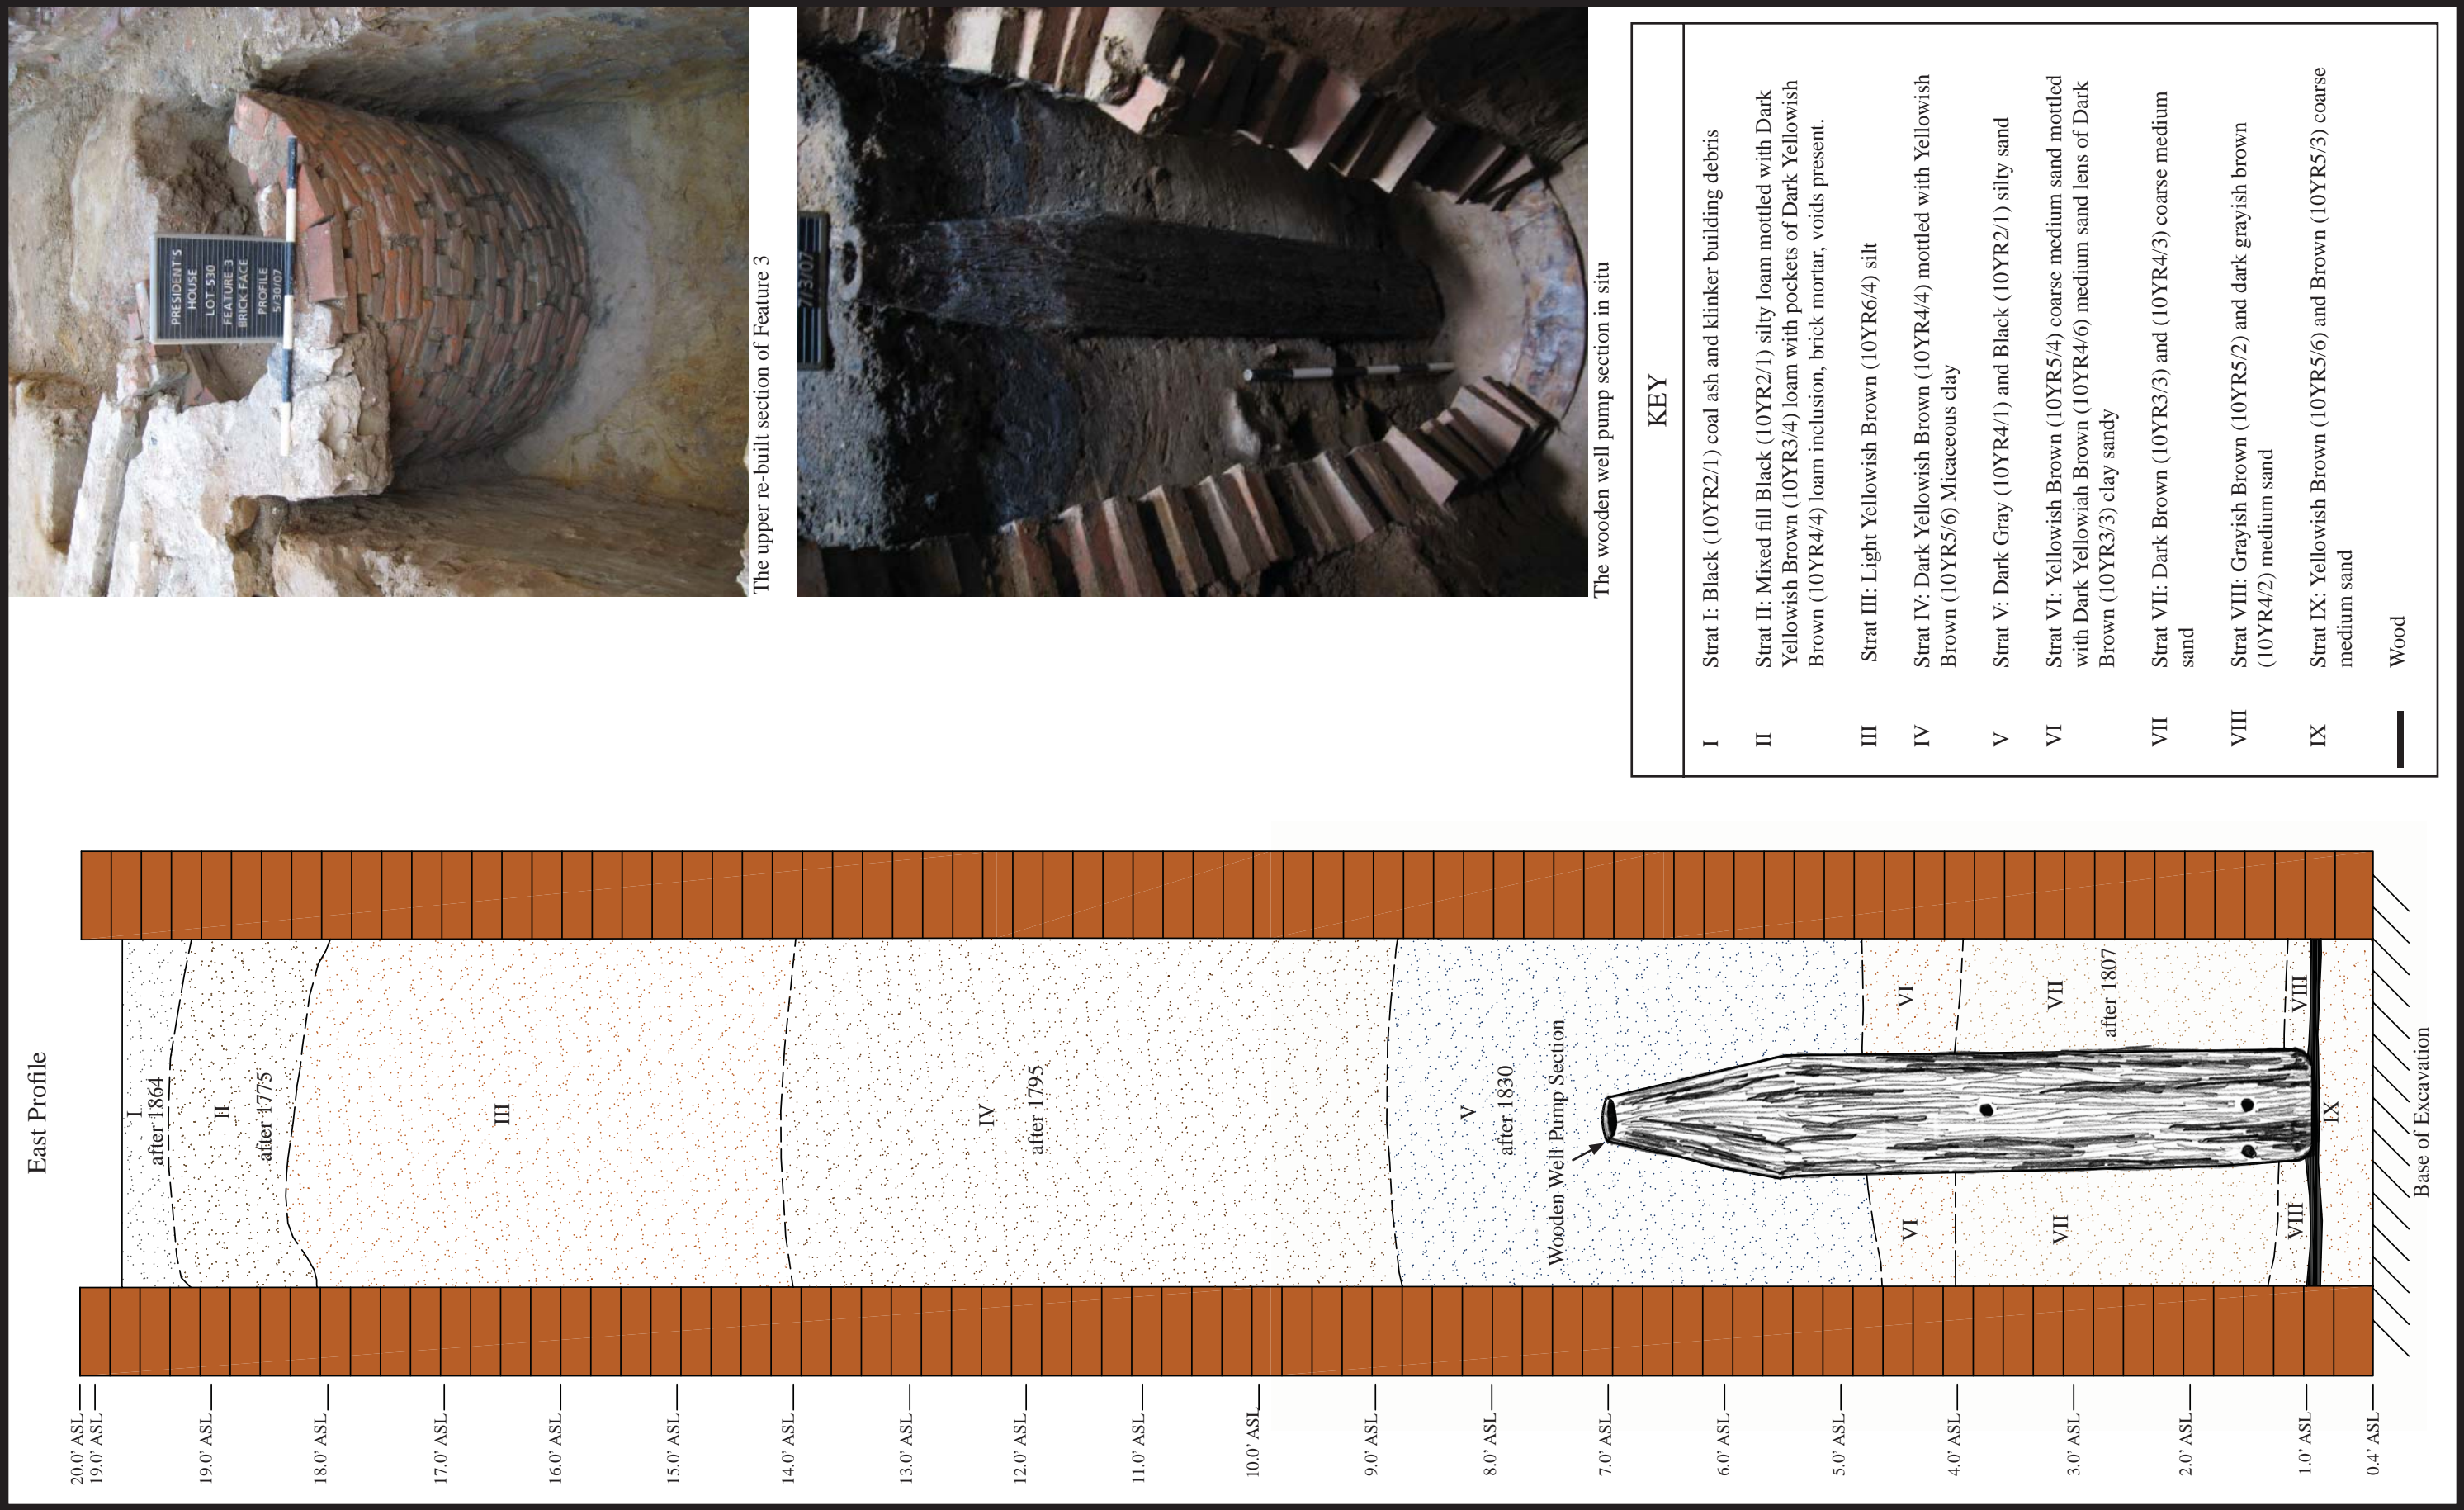 East Profile
20.0’ ASL
19.0’ ASL
19.0’ ASL
18.0’ ASL
17.0’ ASL
16.0’ ASL
15.0’ ASL
14.0’ ASL
13.0’ ASL
12.0’ ASL
11.0’ ASL
10.0’ ASL
9.0’ ASL
8.0’ ASL
7.0’ ASL
6.0’ ASL
5.0’ ASL
4.0’ ASL
3.0’ ASL
2.0’ ASL
1.0’ ASL
0.4’ ASL
I
after 1864
II
after 1775
III
IV
after 1795
V
after 1830
Wooden Well Pump Section
VI
VI
VII
VII
after 1807
VIII
VIII
IX
Base of Excavation
PRESIDENT'S
HOUSE
LOT 530
FEATURE 3
BRICK FACE
PROFILE
5/30/07
The upper re-built section of Feature 3
7/30/07
The wooden well pump section in situ
KEY
I Strat I: Black (10YR2/1) coal ash and klinker building debris
II Strat II: Mixed fill Black (10YR2/1) silty loam mottled with Dark
Yellowish Brown (10YR3/4) loam with pockets of Dark Yellowish
Brown (10YR4/4) loam inclusion, brick mortar, voids present.
III Strat III: Light Yellowish Brown (10YR6/4) silt
IV Strat IV: Dark Yellowish Brown (10YR4/4) mottled with Yellowish
Brown (10YR5/6) Micaceous clay
V Strat V: Dark Gray (10YR4/1) and Black (10YR2/1) silty sand
VI Strat VI: Yellowish Brown (10YR5/4) coarse medium sand mottled
with Dark Yellowiah Brown (10YR4/6) medium sand lens of Dark
Brown (10YR3/3) clay sandy
VII Strat VII: Dark Brown (10YR3/3) and (10YR4/3) coarse medium
sand
VIII Strat VIII: Grayish Brown (10YR5/2) and dark grayish brown
(10YR4/2) medium sand
IX Strat IX: Yellowish Brown (10YR5/6) and Brown (10YR5/3) coarse
medium sand
Wood